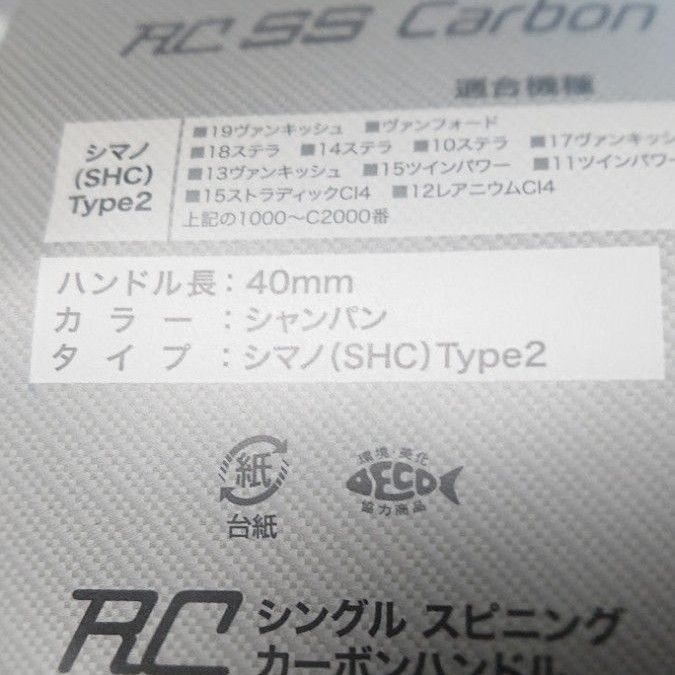 RC SS Carbon
適合機種
シマノ
(SHC)
Type2
■19ヴァンキッシュ ■ヴァンフォード
■18ステラ ■14ステラ ■10ステラ ■17ヴァンキッシ
■13ヴァンキッシュ ■15ツインパワー ■11ツインパワー
■15ストラディックCI4 ■12レアニウムCI4
上記の1000～C2000番
ハンドル長：40mm
カラー：シャンパン
タイプ：シマノ(SHC)Type2
紙
台紙
環境・美化
ECO
協力商品
RC シングル スピニング
カーボンハンドル